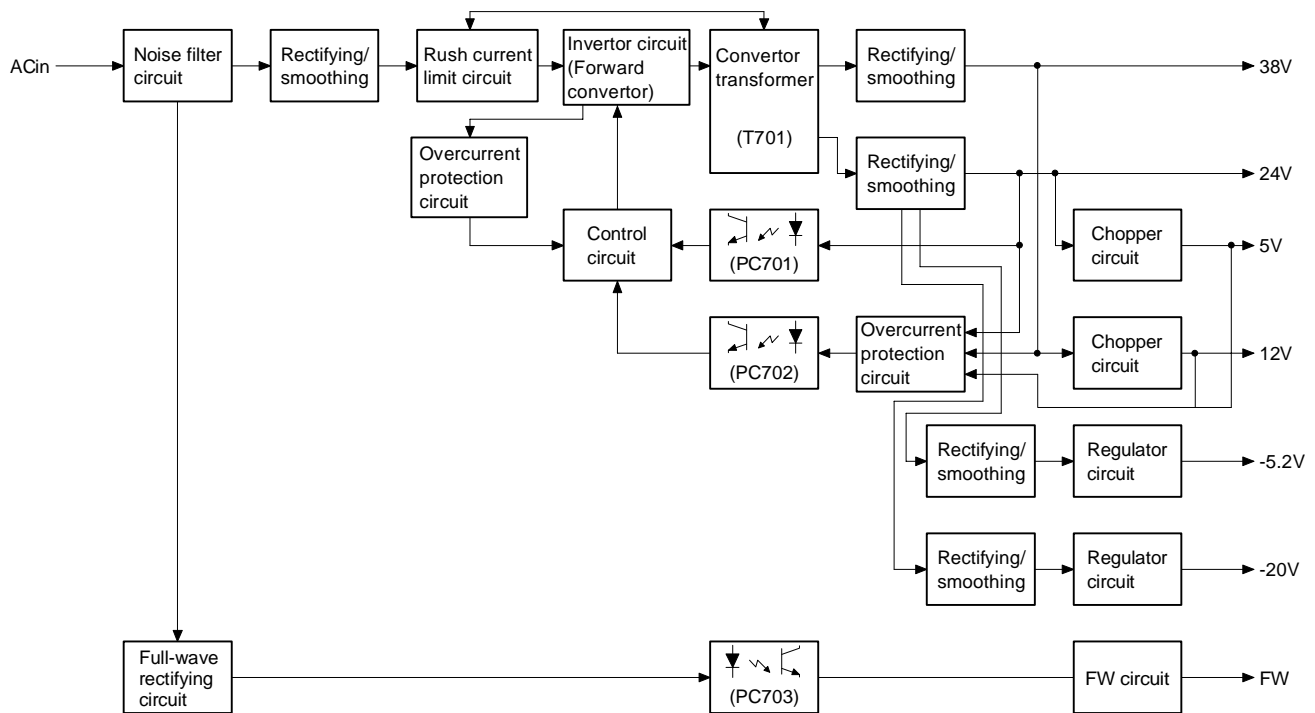 ACin
Noise filter
circuit
Rectifying/
smoothing
Rush current
limit circuit
Invertor circuit
(Forward
convertor)
Convertor
transformer
(T701)
Rectifying/
smoothing
38V
Overcurrent
protection
circuit
Rectifying/
smoothing
24V
Control
circuit
(PC701)
Chopper
circuit
5V
(PC702)
Overcurrent
protection
circuit
Chopper
circuit
12V
Rectifying/
smoothing
Regulator
circuit
-5.2V
Rectifying/
smoothing
Regulator
circuit
-20V
Full-wave
rectifying
circuit
(PC703)
FW circuit
FW